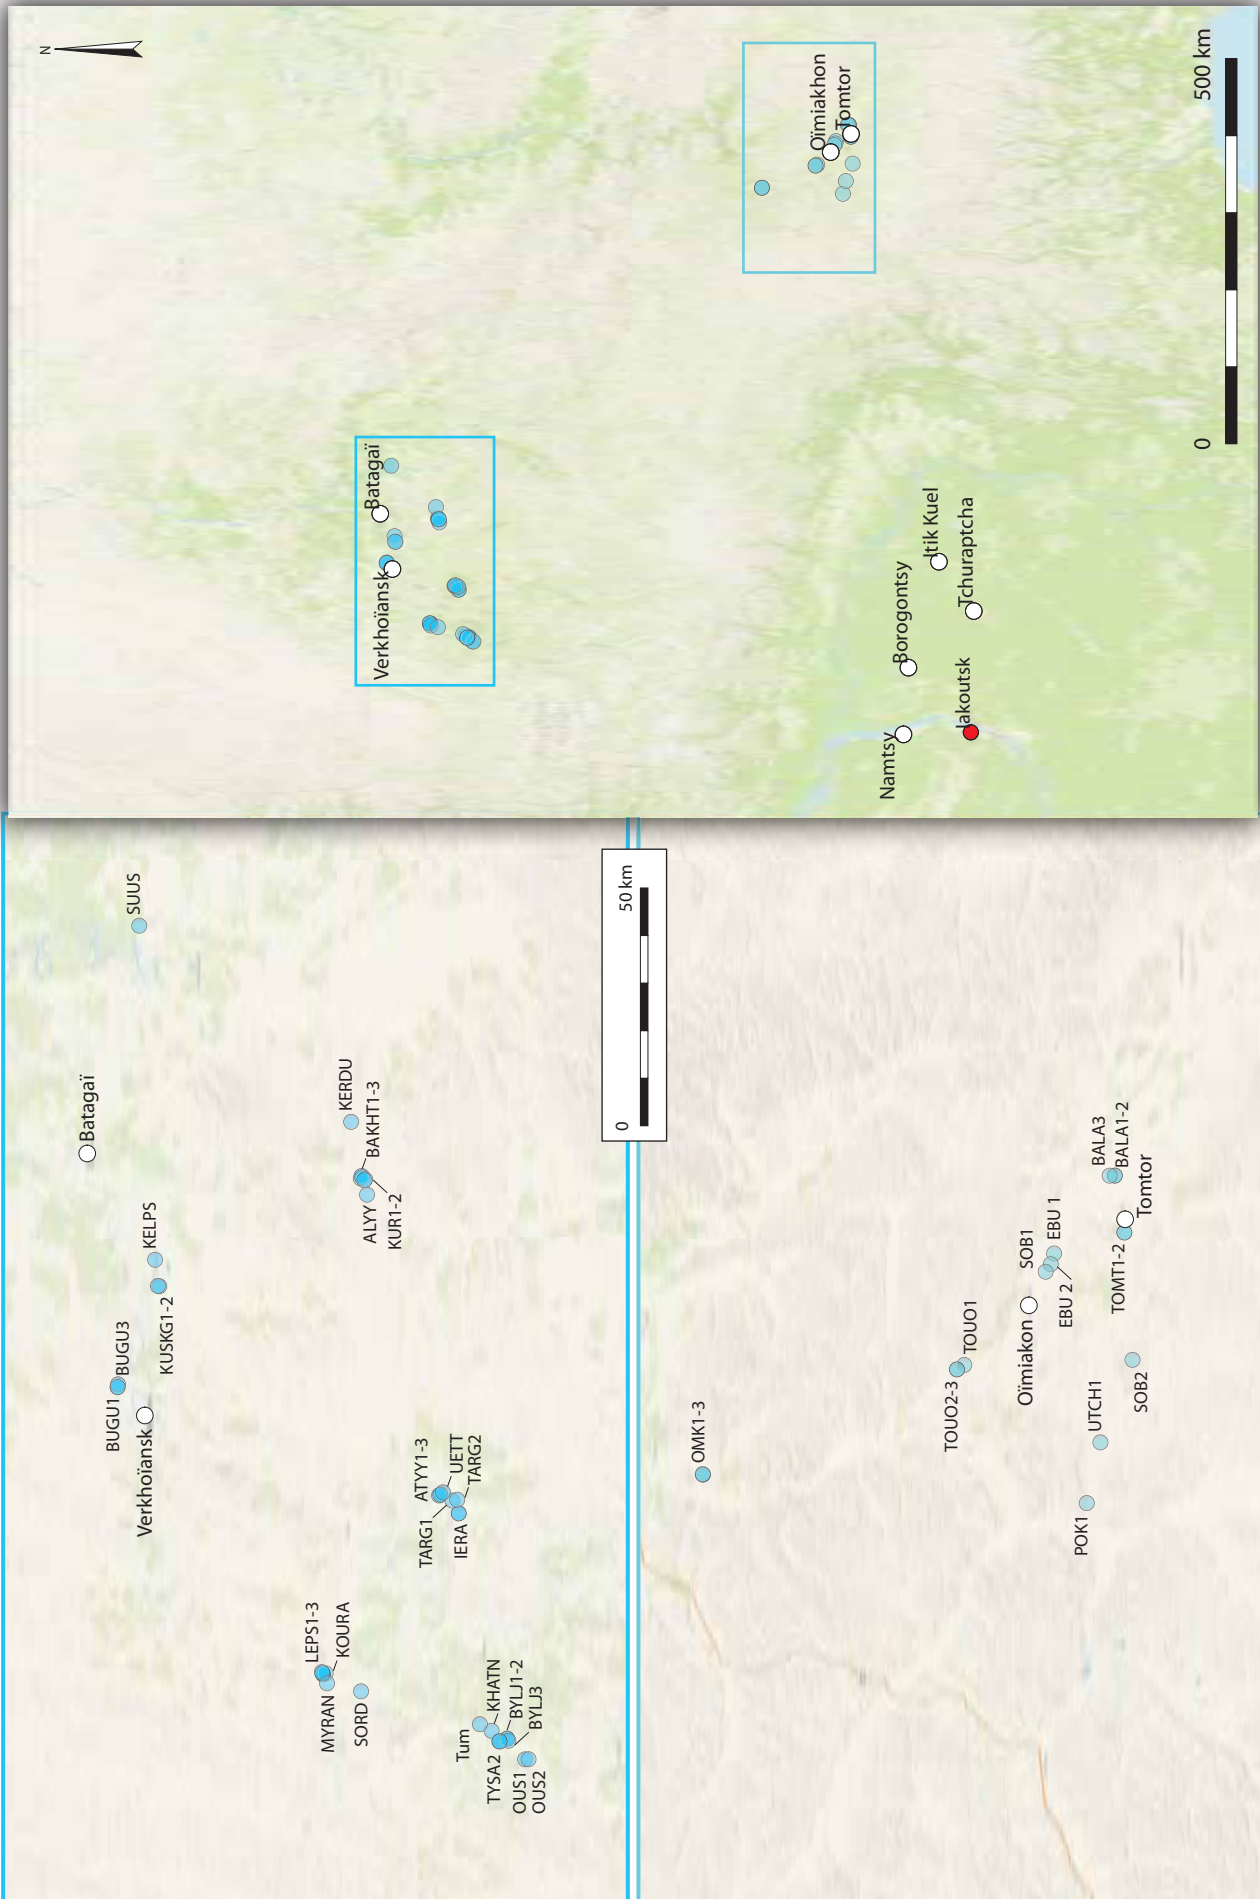 N
Oïmiakhon
Tomtor
500 km
0
Batagaï
Verkhoïansk
Itik Kuel
Tchuraptcha
Borogontsy
Iakoutsk
Namtsy
SUUS
Batagaï
KERDU
BAKHT1-3
ALYY
KUR1-2
KELPS
KUSKG1-2
BUGU3
BUGU1
Verkhoïansk
ATYY1-3
UETT
TARG2
TARG1
IERA
LEPS1-3
KOURA
MYRAN
SORD
Tum
KHATN
BYLJ1-2
BYLJ3
TYSA2
OUS1
OUS2
50 km
0
BALA3
BALA1-2
Tomtor
TOMT1-2
SOB1
EBU 1
EBU 2
Oïmiakon
TOUO1
TOUO2-3
SOB2
UTCH1
POK1
OMK1-3